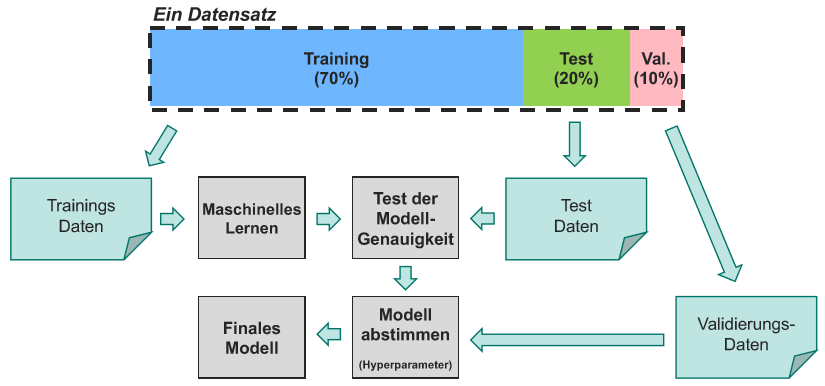 Ein Datensatz
Training
(70%)
Test
(20%)
Val.
(10%)
Trainings
Daten
Maschinelles
Lernen
Test der
Modell-
Genauigkeit
Test
Daten
Finales
Modell
Modell
abstimmen
(Hyperparameter)
Validierungs-
Daten